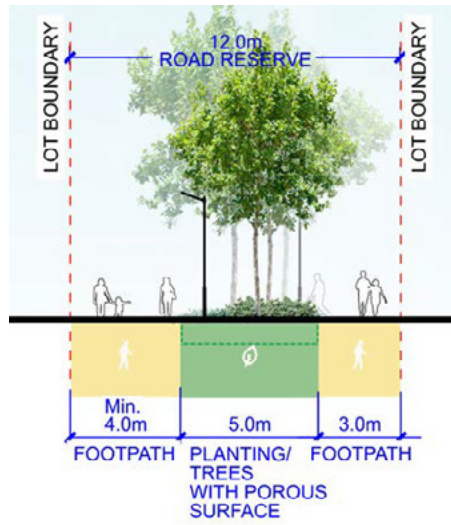 LOT BOUNDARY
12.0m
ROAD RESERVE
LOT BOUNDARY
Min.
4.0m
5.0m
3.0m
FOOTPATH
PLANTING/
TREES
WITH POROUS
SURFACE
FOOTPATH